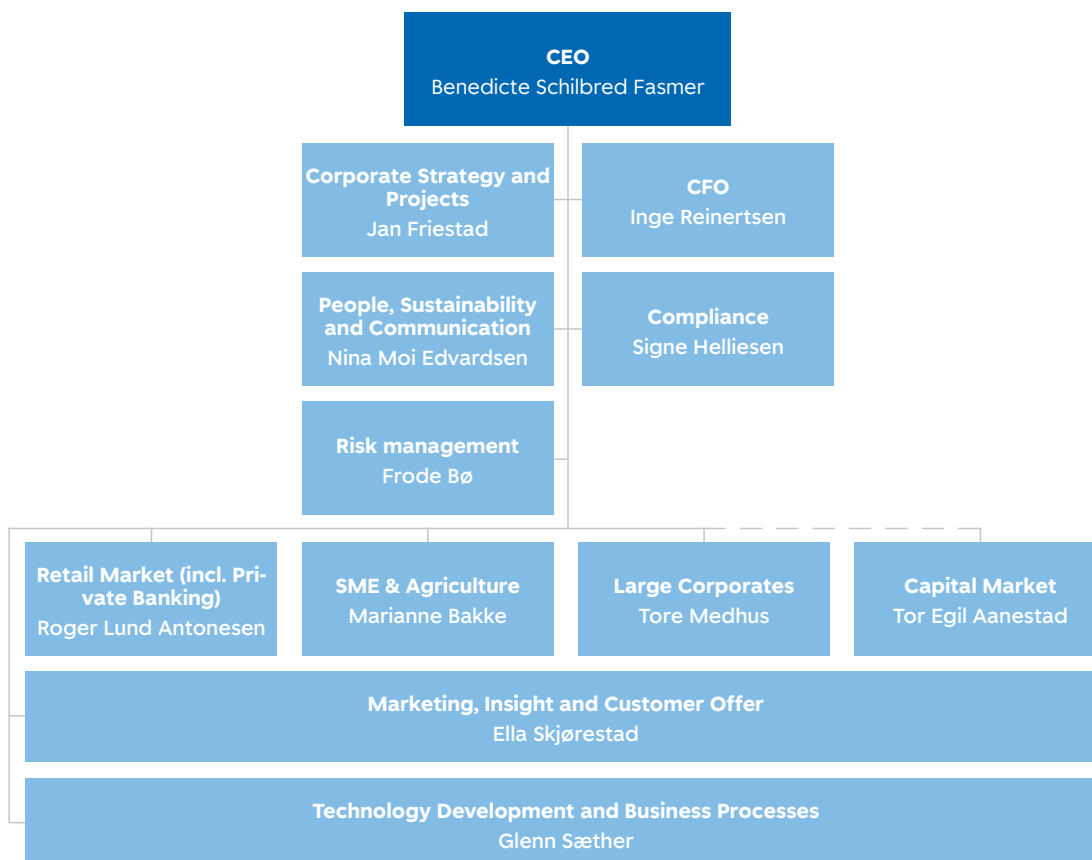 CEO
Benedicte Schilbred Fasmer
Corporate Strategy and
Projects
Jan Friestad
CFO
Inge Reinertsen
People, Sustainability
and Communication
Nina Moi Edvardsen
Compliance
Signe Helliesen
Risk management
Frode Bø
Retail Market (incl. Pri-
vate Banking)
Roger Lund Antonesen
SME & Agriculture
Marianne Bakke
Large Corporates
Tore Medhus
Capital Market
Tor Egil Aanestad
Marketing, Insight and Customer Offer
Ella Skjørestad
Technology Development and Business Processes
Glenn Sæther